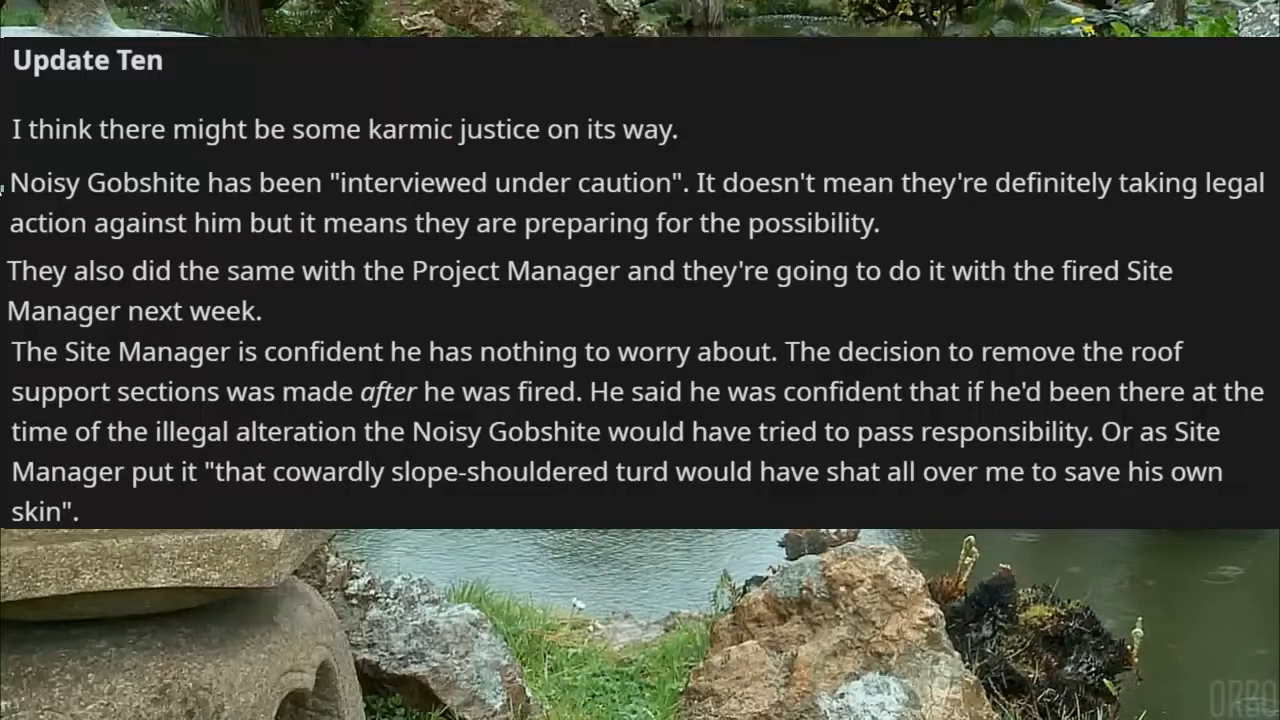 Update Ten
I think there might be some karmic justice on its way.
Noisy Gobshite has been "interviewed under caution". It doesn't mean they're definitely taking legal
action against him but it means they are preparing for the possibility.
They also did the same with the Project Manager and they're going to do it with the fired Site
Manager next week.
The Site Manager is confident he has nothing to worry about. The decision to remove the roof
support sections was made after he was fired. He said he was confident that if he'd been there at the
time of the illegal alteration the Noisy Gobshite would have tried to pass responsibility. Or as Site
Manager put it "that cowardly slope-shouldered turd would have shat all over me to save his own
skin".
ORBO